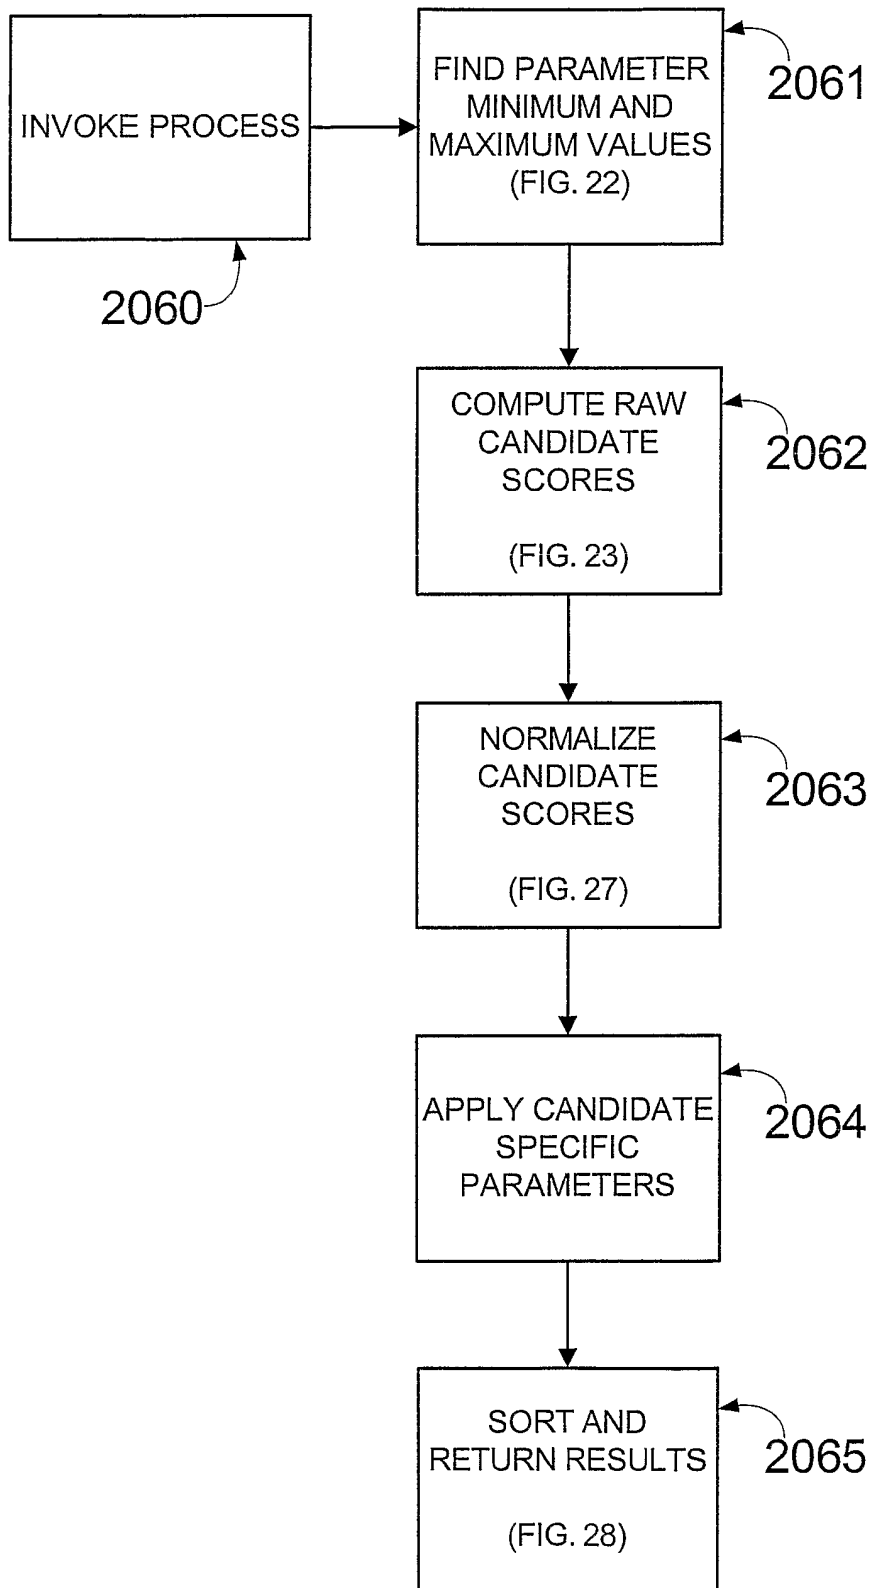 INVOKE PROCESS
2060
FIND PARAMETER
MINIMUM AND
MAXIMUM VALUES
(FIG. 22)
2061
COMPUTE RAW
CANDIDATE
SCORES
(FIG. 23)
2062
NORMALIZE
CANDIDATE
SCORES
(FIG. 27)
2063
APPLY CANDIDATE
SPECIFIC
PARAMETERS
2064
SORT AND
RETURN RESULTS
(FIG. 28)
2065